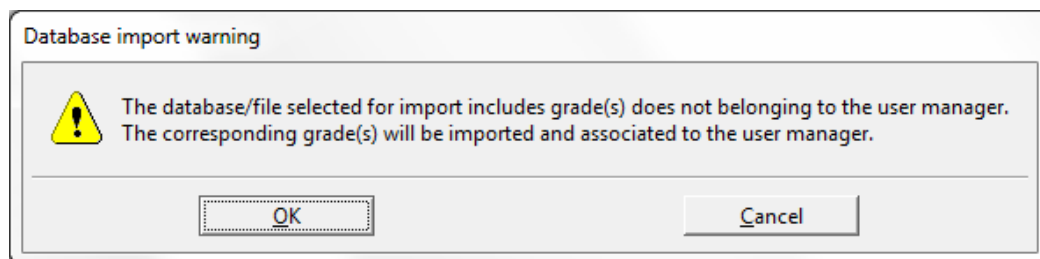 Database import warning
The database/file selected for import includes grade(s) does not belonging to the user manager.
The corresponding grade(s) will be imported and associated to the user manager.
OK
Cancel